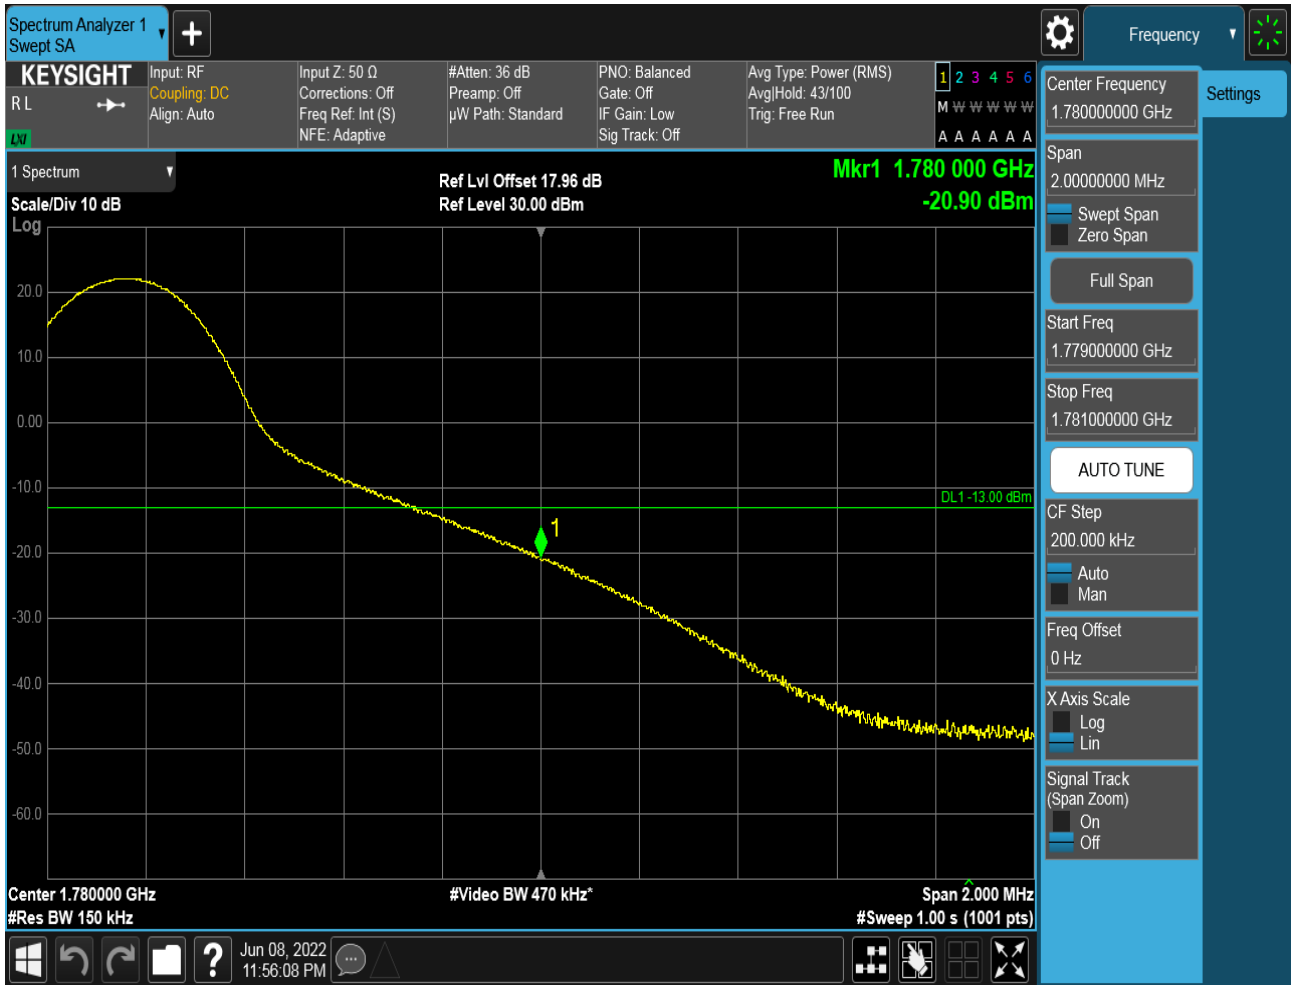 Spectrum Analyzer 1
Swept SA
Frequency
KEYSIGHT
R L
LXI
Input: RF
Coupling: DC
Align: Auto
Input Z: 50 Ω
Corrections: Off
Freq Ref: Int (S)
NFE: Adaptive
#Atten: 36 dB
Preamp: Off
µW Path: Standard
PNO: Balanced
Gate: Off
IF Gain: Low
Sig Track: Off
Avg Type: Power (RMS)
Avg|Hold: 43/100
Trig: Free Run
1 2 3 4 5 6
M W W W W W
A A A A A A
1 Spectrum
Scale/Div 10 dB
Log
Ref Lvl Offset 17.96 dB
Ref Level 30.00 dBm
Mkr1 1.780 000 GHz
-20.90 dBm
20.0
10.0
0.00
-10.0
-20.0
-30.0
-40.0
-50.0
-60.0
DL1 -13.00 dBm
1
Center 1.780000 GHz
#Res BW 150 kHz
#Video BW 470 kHz*
Span 2.000 MHz
#Sweep 1.00 s (1001 pts)
?
Jun 08, 2022
11:56:08 PM
Center Frequency
1.780000000 GHz
Span
2.00000000 MHz
Swept Span
Zero Span
Full Span
Start Freq
1.779000000 GHz
Stop Freq
1.781000000 GHz
AUTO TUNE
CF Step
200.000 kHz
Auto
Man
Freq Offset
0 Hz
X Axis Scale
Log
Lin
Signal Track
(Span Zoom)
On
Off
Settings